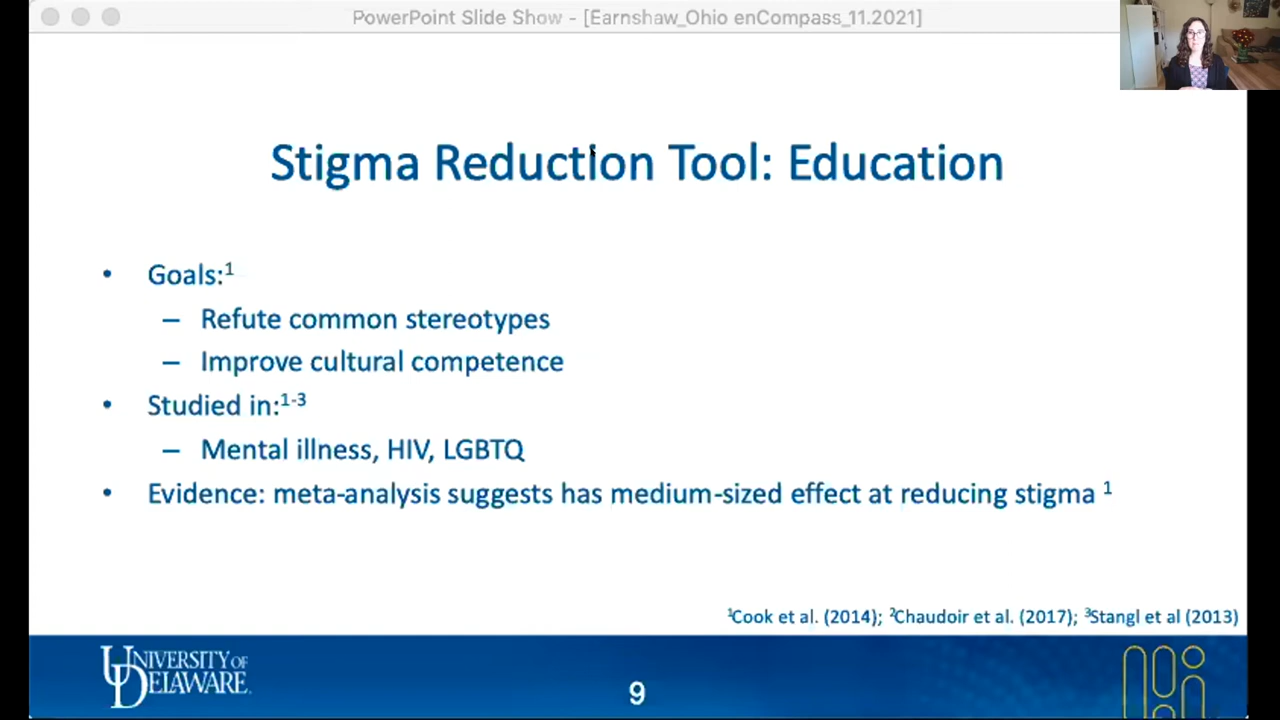 PowerPoint Slide Show - [Earnshaw_Ohio enCompass_11.2021]
Stigma Reduction Tool: Education
• Goals:1
– Refute common stereotypes
– Improve cultural competence
• Studied in:1-3
– Mental illness, HIV, LGBTQ
• Evidence: meta-analysis suggests has medium-sized effect at reducing stigma 1
1Cook et al. (2014); 2Chaudoir et al. (2017); 3Stangl et al (2013)
UNIVERSITY OF
DELAWARE.
9